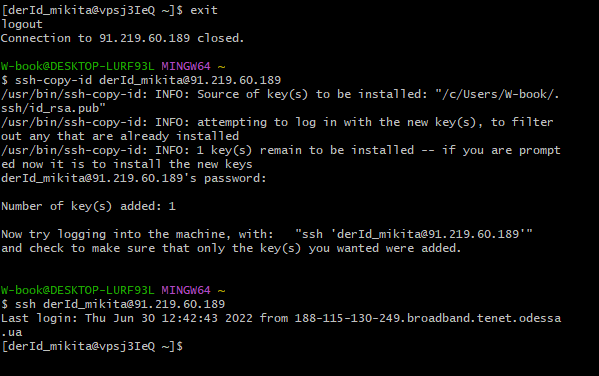 [derId_mikita@vpsj3IeQ ~]$ exit
logout
Connection to 91.219.60.189 closed.
W-book@DESKTOP-LURF93L MINGW64 ~
$ ssh-copy-id derId_mikita@91.219.60.189
/usr/bin/ssh-copy-id: INFO: Source of key(s) to be installed: "/c/Users/W-book/.
ssh/id_rsa.pub"
/usr/bin/ssh-copy-id: INFO: attempting to log in with the new key(s), to filter
out any that are already installed
/usr/bin/ssh-copy-id: INFO: 1 key(s) remain to be installed -- if you are prompt
ed now it is to install the new keys
derId_mikita@91.219.60.189's password:
Number of key(s) added: 1
Now try logging into the machine, with:   "ssh 'derId_mikita@91.219.60.189'"
and check to make sure that only the key(s) you wanted were added.
W-book@DESKTOP-LURF93L MINGW64 ~
$ ssh derId_mikita@91.219.60.189
Last login: Thu Jun 30 12:42:43 2022 from 188-115-130-249.broadband.tenet.odessa
.ua
[derId_mikita@vpsj3IeQ ~]$